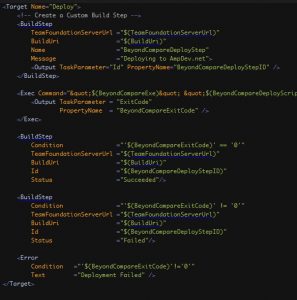 <Target Name="Deploy">
<!-- Create a Custom Build Step -->
<BuildStep
TeamFoundationServerUrl ="$(TeamFoundationServerUrl)"
BuildUri ="$(BuildUri)"
Name ="BeyondCompareDeployStep"
Message ="Deploying to AmpDev.net">
<Output TaskParameter="Id" PropertyName="BeyondCompareDeployStepID" />
</BuildStep>
<Exec Command="&quot;$(BeyondCompareExe)&quot; &quot;$(BeyondCompareDeployScrip
<Output TaskParameter = "ExitCode"
PropertyName = "BeyondCompareExitCode" />
</Exec>
<BuildStep
Condition ="'$(BeyondCompareExitCode)' == '0'"
TeamFoundationServerUrl ="$(TeamFoundationServerUrl)"
BuildUri ="$(BuildUri)"
Id ="$(BeyondCompareDeployStepID)"
Status ="Succeeded"/>
<BuildStep
Condition ="'$(BeyondCompareExitCode)' != '0'"
TeamFoundationServerUrl ="$(TeamFoundationServerUrl)"
BuildUri ="$(BuildUri)"
Id ="$(BeyondCompareDeployStepID)"
Status ="Failed"/>
<Error
Condition ="'$(BeyondCompareExitCode)'!='0'"
Text ="Deployment Failed" />
</Target>